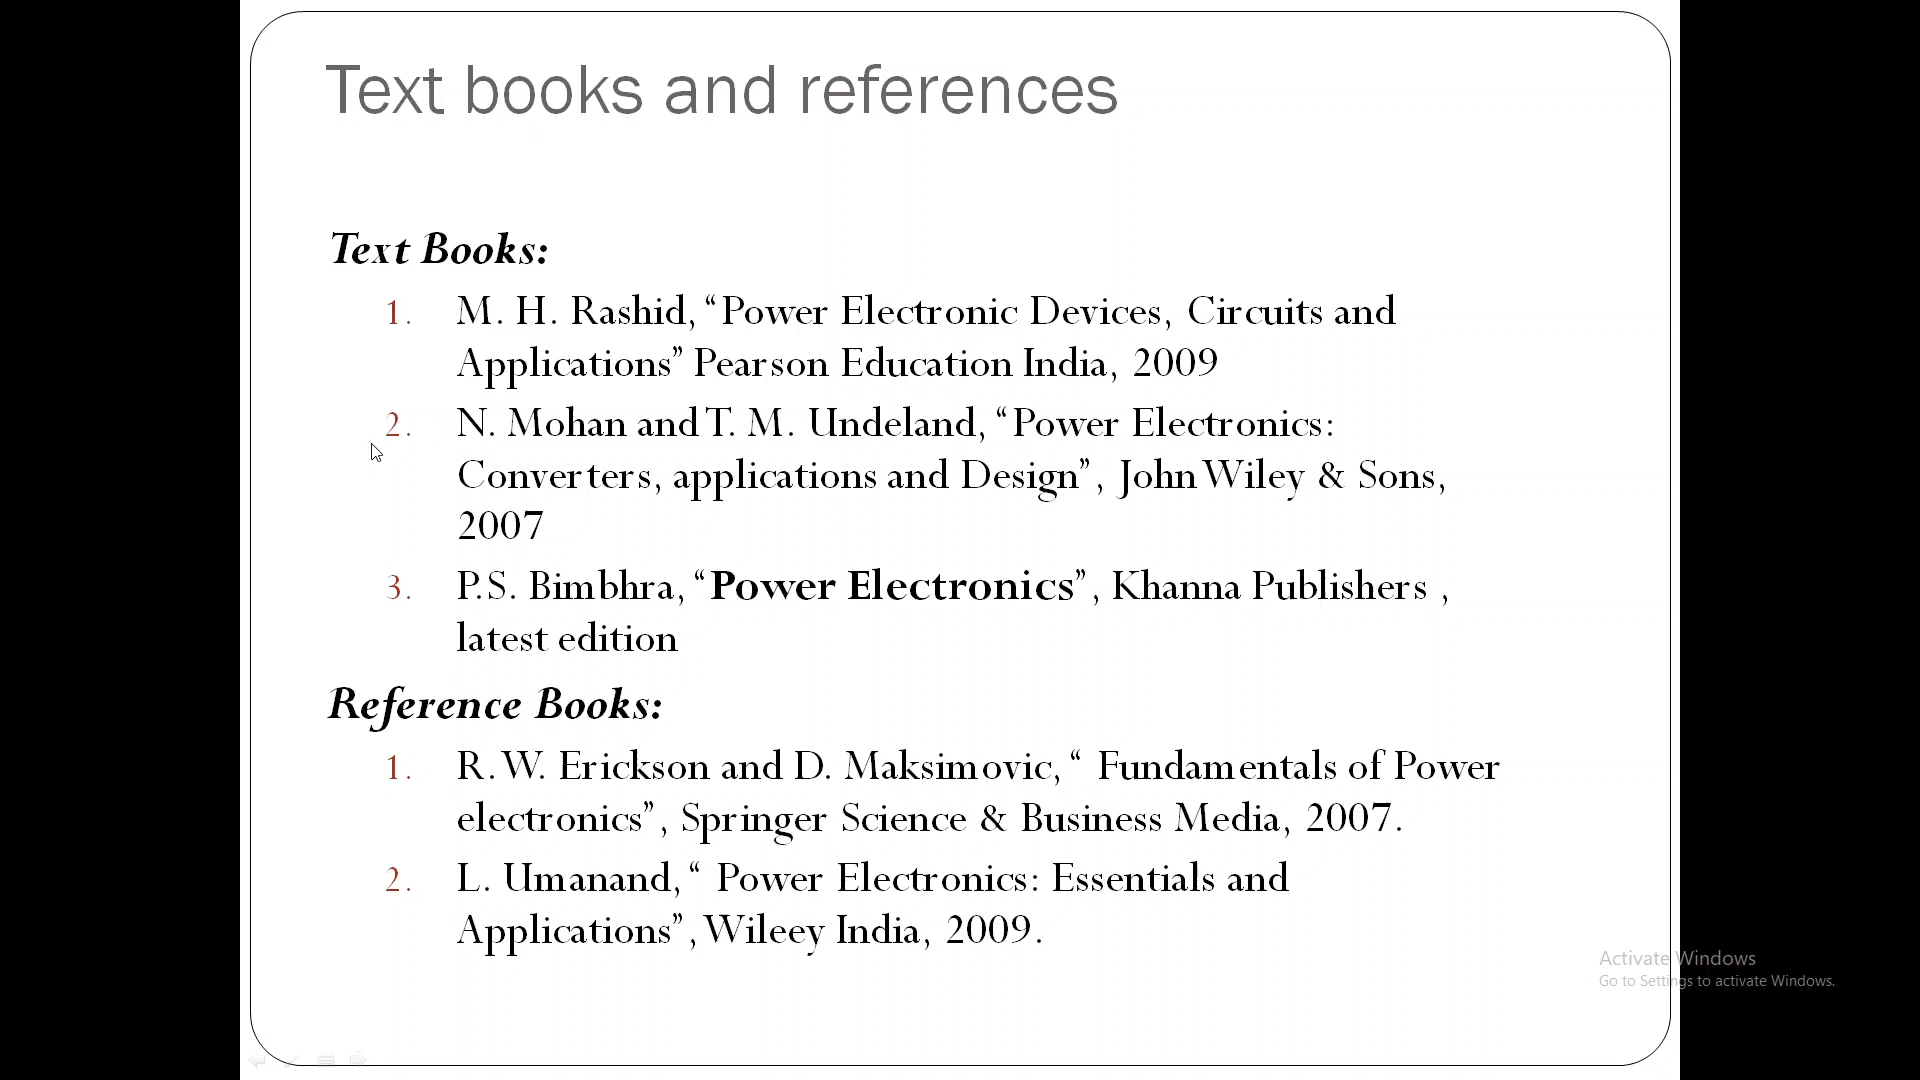 Text books and references
Text Books:
1. M. H. Rashid, “Power Electronic Devices, Circuits and
Applications” Pearson Education India, 2009
2. N. Mohan and T. M. Undeland, “Power Electronics:
Converters, applications and Design”, John Wiley & Sons,
2007
3. P.S. Bimbhra, “Power Electronics”, Khanna Publishers ,
latest edition
Reference Books:
1. R. W. Erickson and D. Maksimovic, “ Fundamentals of Power
electronics”, Springer Science & Business Media, 2007.
2. L. Umanand, “ Power Electronics: Essentials and
Applications”, Wileey India, 2009.
Activate Windows
Go to Settings to activate Windows.